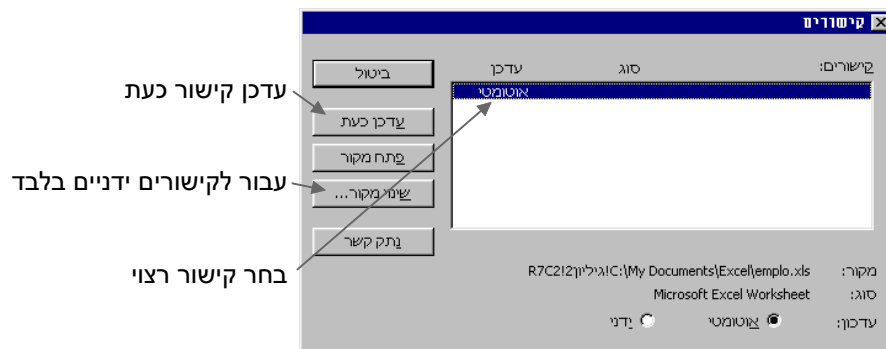 קישורים
קישורים:
סוג
עדכן
אוטומטי
ביטול
עדכן כעת
פתח מקור
שינוי מקור...
נתק קשר
מקור: C:\My Documents\Excel\emplo.xls!גיליון2!R7C2
סוג: Microsoft Excel Worksheet
עדכון: אוטומטי ידני
עדכן קישור כעת
עבור לקישורים ידניים בלבד
בחר קישור רצוי